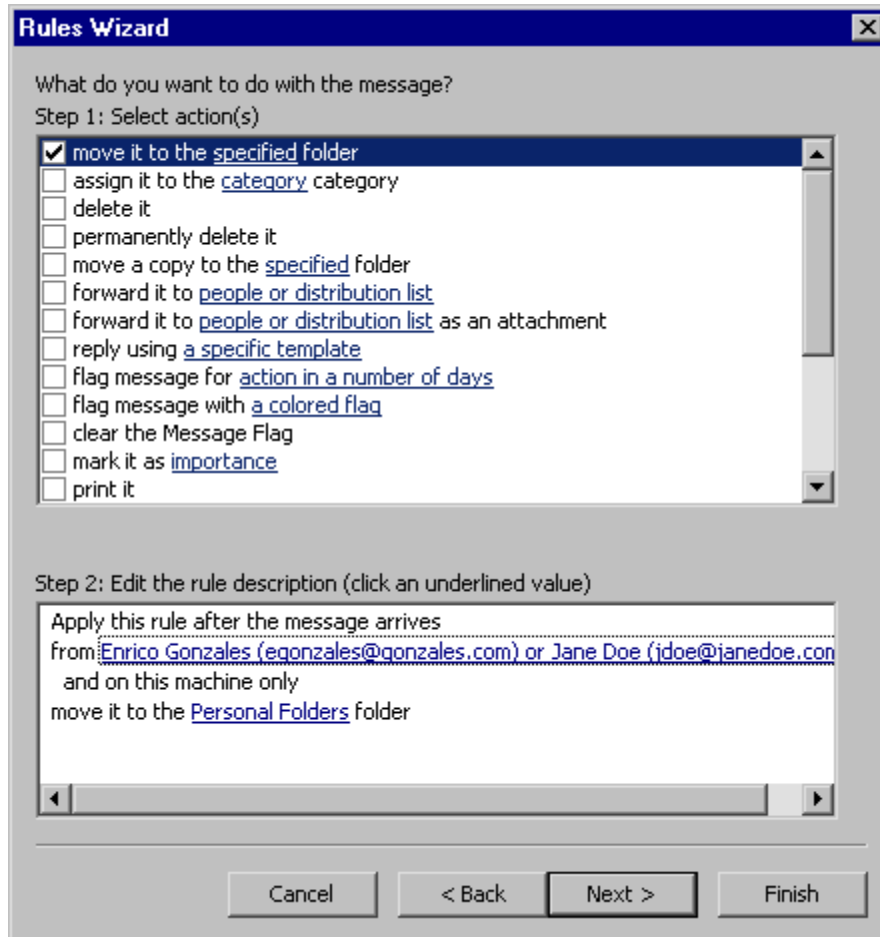 Rules Wizard
What do you want to do with the message?
Step 1: Select action(s)
move it to the specified folder
assign it to the category category
delete it
permanently delete it
move a copy to the specified folder
forward it to people or distribution list
forward it to people or distribution list as an attachment
reply using a specific template
flag message for action in a number of days
flag message with a colored flag
clear the Message Flag
mark it as importance
print it
Step 2: Edit the rule description (click an underlined value)
Apply this rule after the message arrives
from Enrico Gonzales (egonzales@gonzales.com) or Jane Doe (jdoe@janedoe.com
and on this machine only
move it to the Personal Folders folder
Cancel < Back Next > Finish